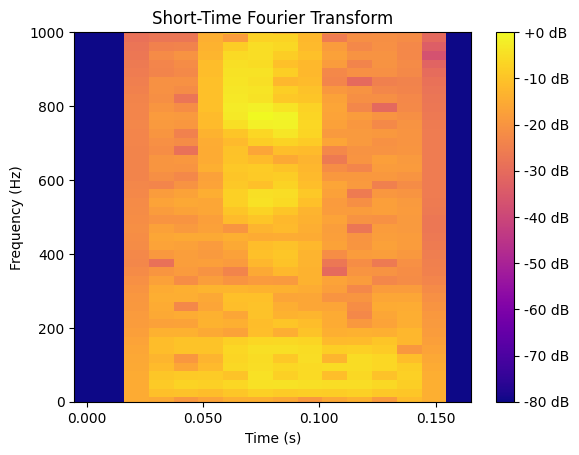 Short-Time Fourier Transform
1000
800
600
400
200
0
Frequency (Hz)
0.000
0.050
0.100
0.150
Time (s)
+0 dB
-10 dB
-20 dB
-30 dB
-40 dB
-50 dB
-60 dB
-70 dB
-80 dB